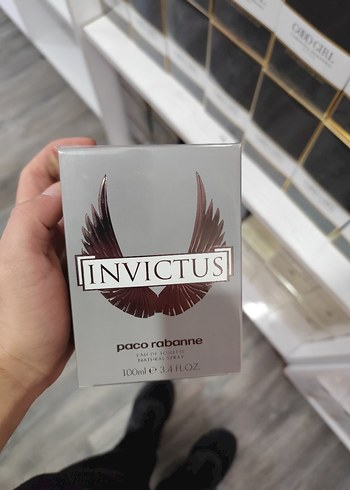 GOOD GIRL
INVICTUS
paco rabanne
EAU DE TOILETTE
NATURAL SPRAY
100ml e 3.4 FL.OZ.